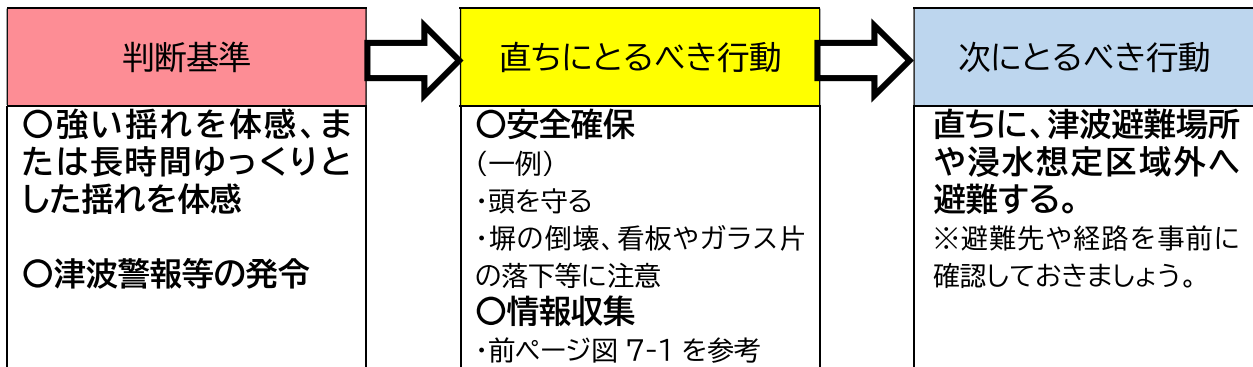 判断基準
直ちにとるべき行動
次にとるべき行動
○強い揺れを体感、ま
たは長時間ゆっくりと
した揺れを体感
○津波警報等の発令
○安全確保
（一例）
・頭を守る
・塀の倒壊、看板やガラス片
の落下等に注意
○情報収集
・前ページ図 7-1 を参考
直ちに、津波避難場所
や浸水想定区域外へ
避難する。
※避難先や経路を事前に
確認しておきましょう。